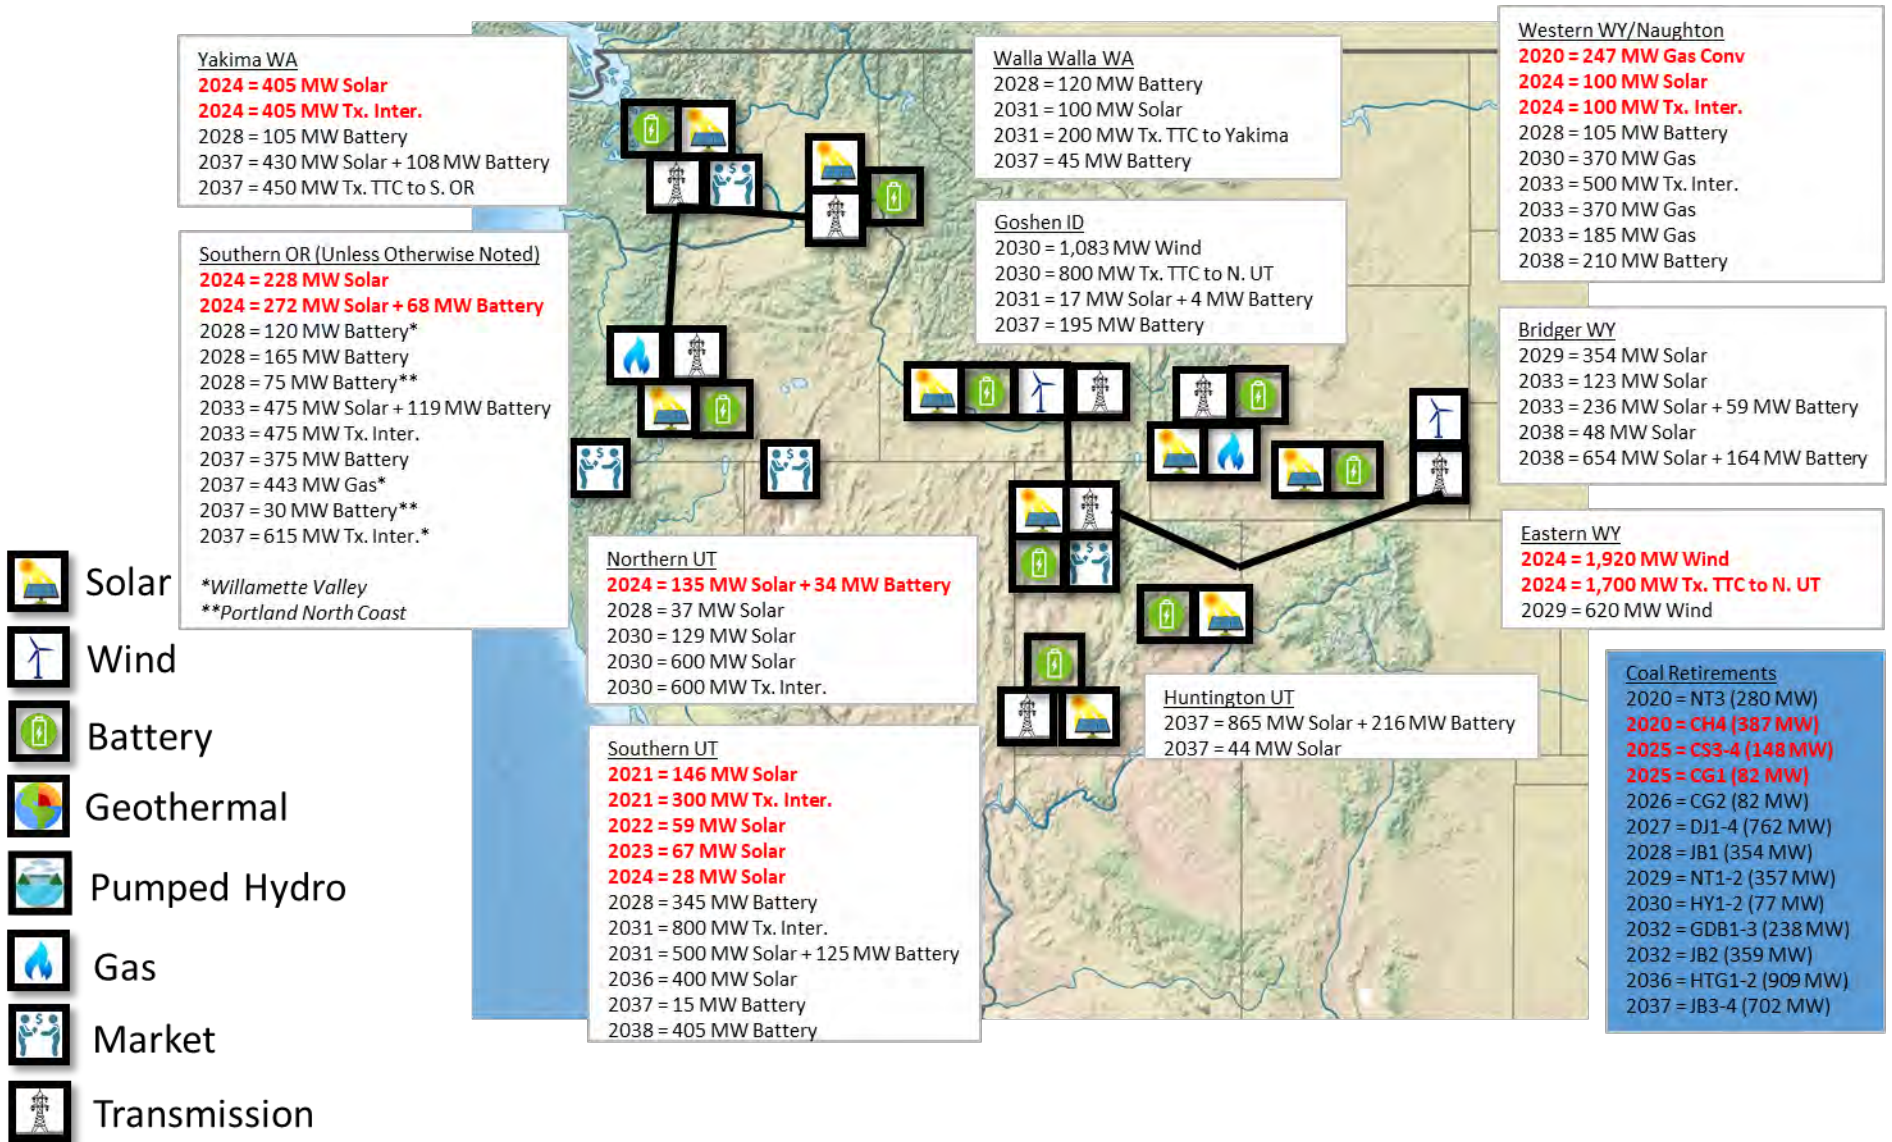 Yakima WA
2024 = 405 MW Solar
2024 = 405 MW Tx. Inter.
2028 = 105 MW Battery
2037 = 430 MW Solar + 108 MW Battery
2037 = 450 MW Tx. TTC to S. OR
Southern OR (Unless Otherwise Noted)
2024 = 228 MW Solar
2024 = 272 MW Solar + 68 MW Battery
2028 = 120 MW Battery*
2028 = 165 MW Battery
2028 = 75 MW Battery**
2033 = 475 MW Solar + 119 MW Battery
2033 = 475 MW Tx. Inter.
2037 = 375 MW Battery
2037 = 443 MW Gas*
2037 = 30 MW Battery**
2037 = 615 MW Tx. Inter.*
*Willamette Valley
**Portland North Coast
Walla Walla WA
2028 = 120 MW Battery
2031 = 100 MW Solar
2031 = 200 MW Tx. TTC to Yakima
2037 = 45 MW Battery
Goshen ID
2030 = 1,083 MW Wind
2030 = 800 MW Tx. TTC to N. UT
2031 = 17 MW Solar + 4 MW Battery
2037 = 195 MW Battery
Western WY/Naughton
2020 = 247 MW Gas Conv
2024 = 100 MW Solar
2024 = 100 MW Tx. Inter.
2028 = 105 MW Battery
2030 = 370 MW Gas
2033 = 500 MW Tx. Inter.
2033 = 370 MW Gas
2033 = 185 MW Gas
2038 = 210 MW Battery
Bridger WY
2029 = 354 MW Solar
2033 = 123 MW Solar
2033 = 236 MW Solar + 59 MW Battery
2038 = 48 MW Solar
2038 = 654 MW Solar + 164 MW Battery
Eastern WY
2024 = 1,920 MW Wind
2024 = 1,700 MW Tx. TTC to N. UT
2029 = 620 MW Wind
Northern UT
2024 = 135 MW Solar + 34 MW Battery
2028 = 37 MW Solar
2030 = 129 MW Solar
2030 = 600 MW Solar
2030 = 600 MW Tx. Inter.
Southern UT
2021 = 146 MW Solar
2021 = 300 MW Tx. Inter.
2022 = 59 MW Solar
2023 = 67 MW Solar
2024 = 28 MW Solar
2028 = 345 MW Battery
2031 = 800 MW Tx. Inter.
2031 = 500 MW Solar + 125 MW Battery
2036 = 400 MW Solar
2037 = 15 MW Battery
2038 = 405 MW Battery
Huntington UT
2037 = 865 MW Solar + 216 MW Battery
2037 = 44 MW Solar
Coal Retirements
2020 = NT3 (280 MW)
2020 = CH4 (387 MW)
2025 = CS3-4 (148 MW)
2025 = CG1 (82 MW)
2026 = CG2 (82 MW)
2027 = DJ1-4 (762 MW)
2028 = JB1 (354 MW)
2029 = NT1-2 (357 MW)
2030 = HY1-2 (77 MW)
2032 = GDB1-3 (238 MW)
2032 = JB2 (359 MW)
2036 = HTG1-2 (909 MW)
2037 = JB3-4 (702 MW)
Solar
Wind
Battery
Geothermal
Pumped Hydro
Gas
Market
Transmission